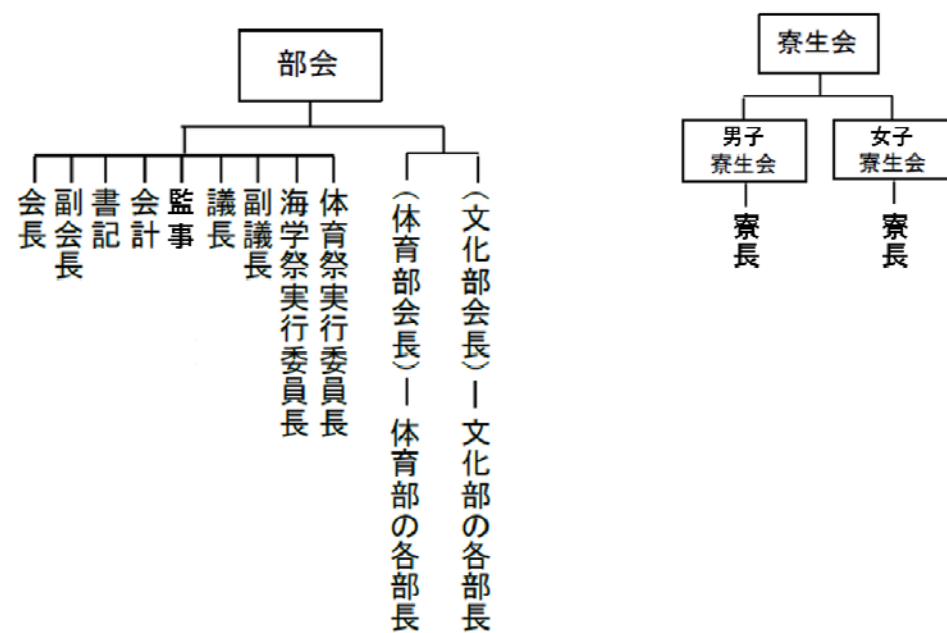 部会
会長
副会長
書記
会計
監事
議長
副議長
海学祭実行委員長
体育祭実行委員長
(体育部会長)ー体育部の各部長
(文化部会長)ー文化部の各部長
寮生会
男子
寮生会
寮長
女子
寮生会
寮長